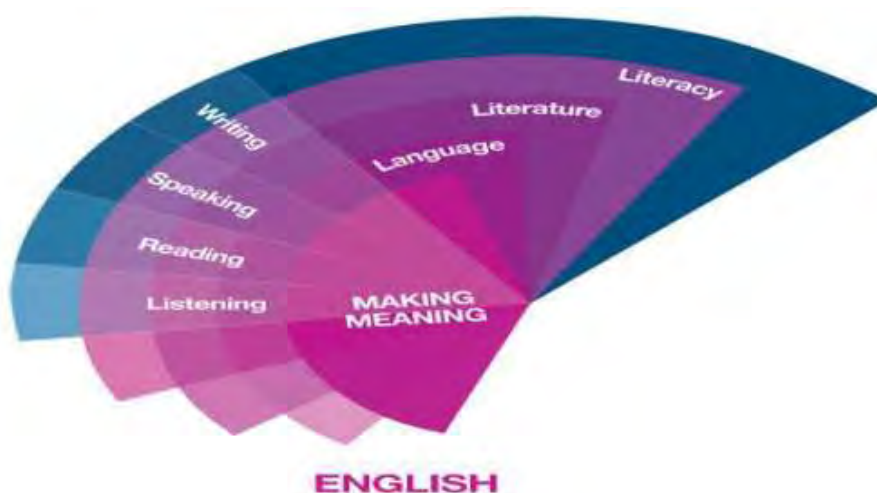 Literacy
Literature
Language
Writing
Speaking
Reading
Listening
MAKING
MEANING
ENGLISH